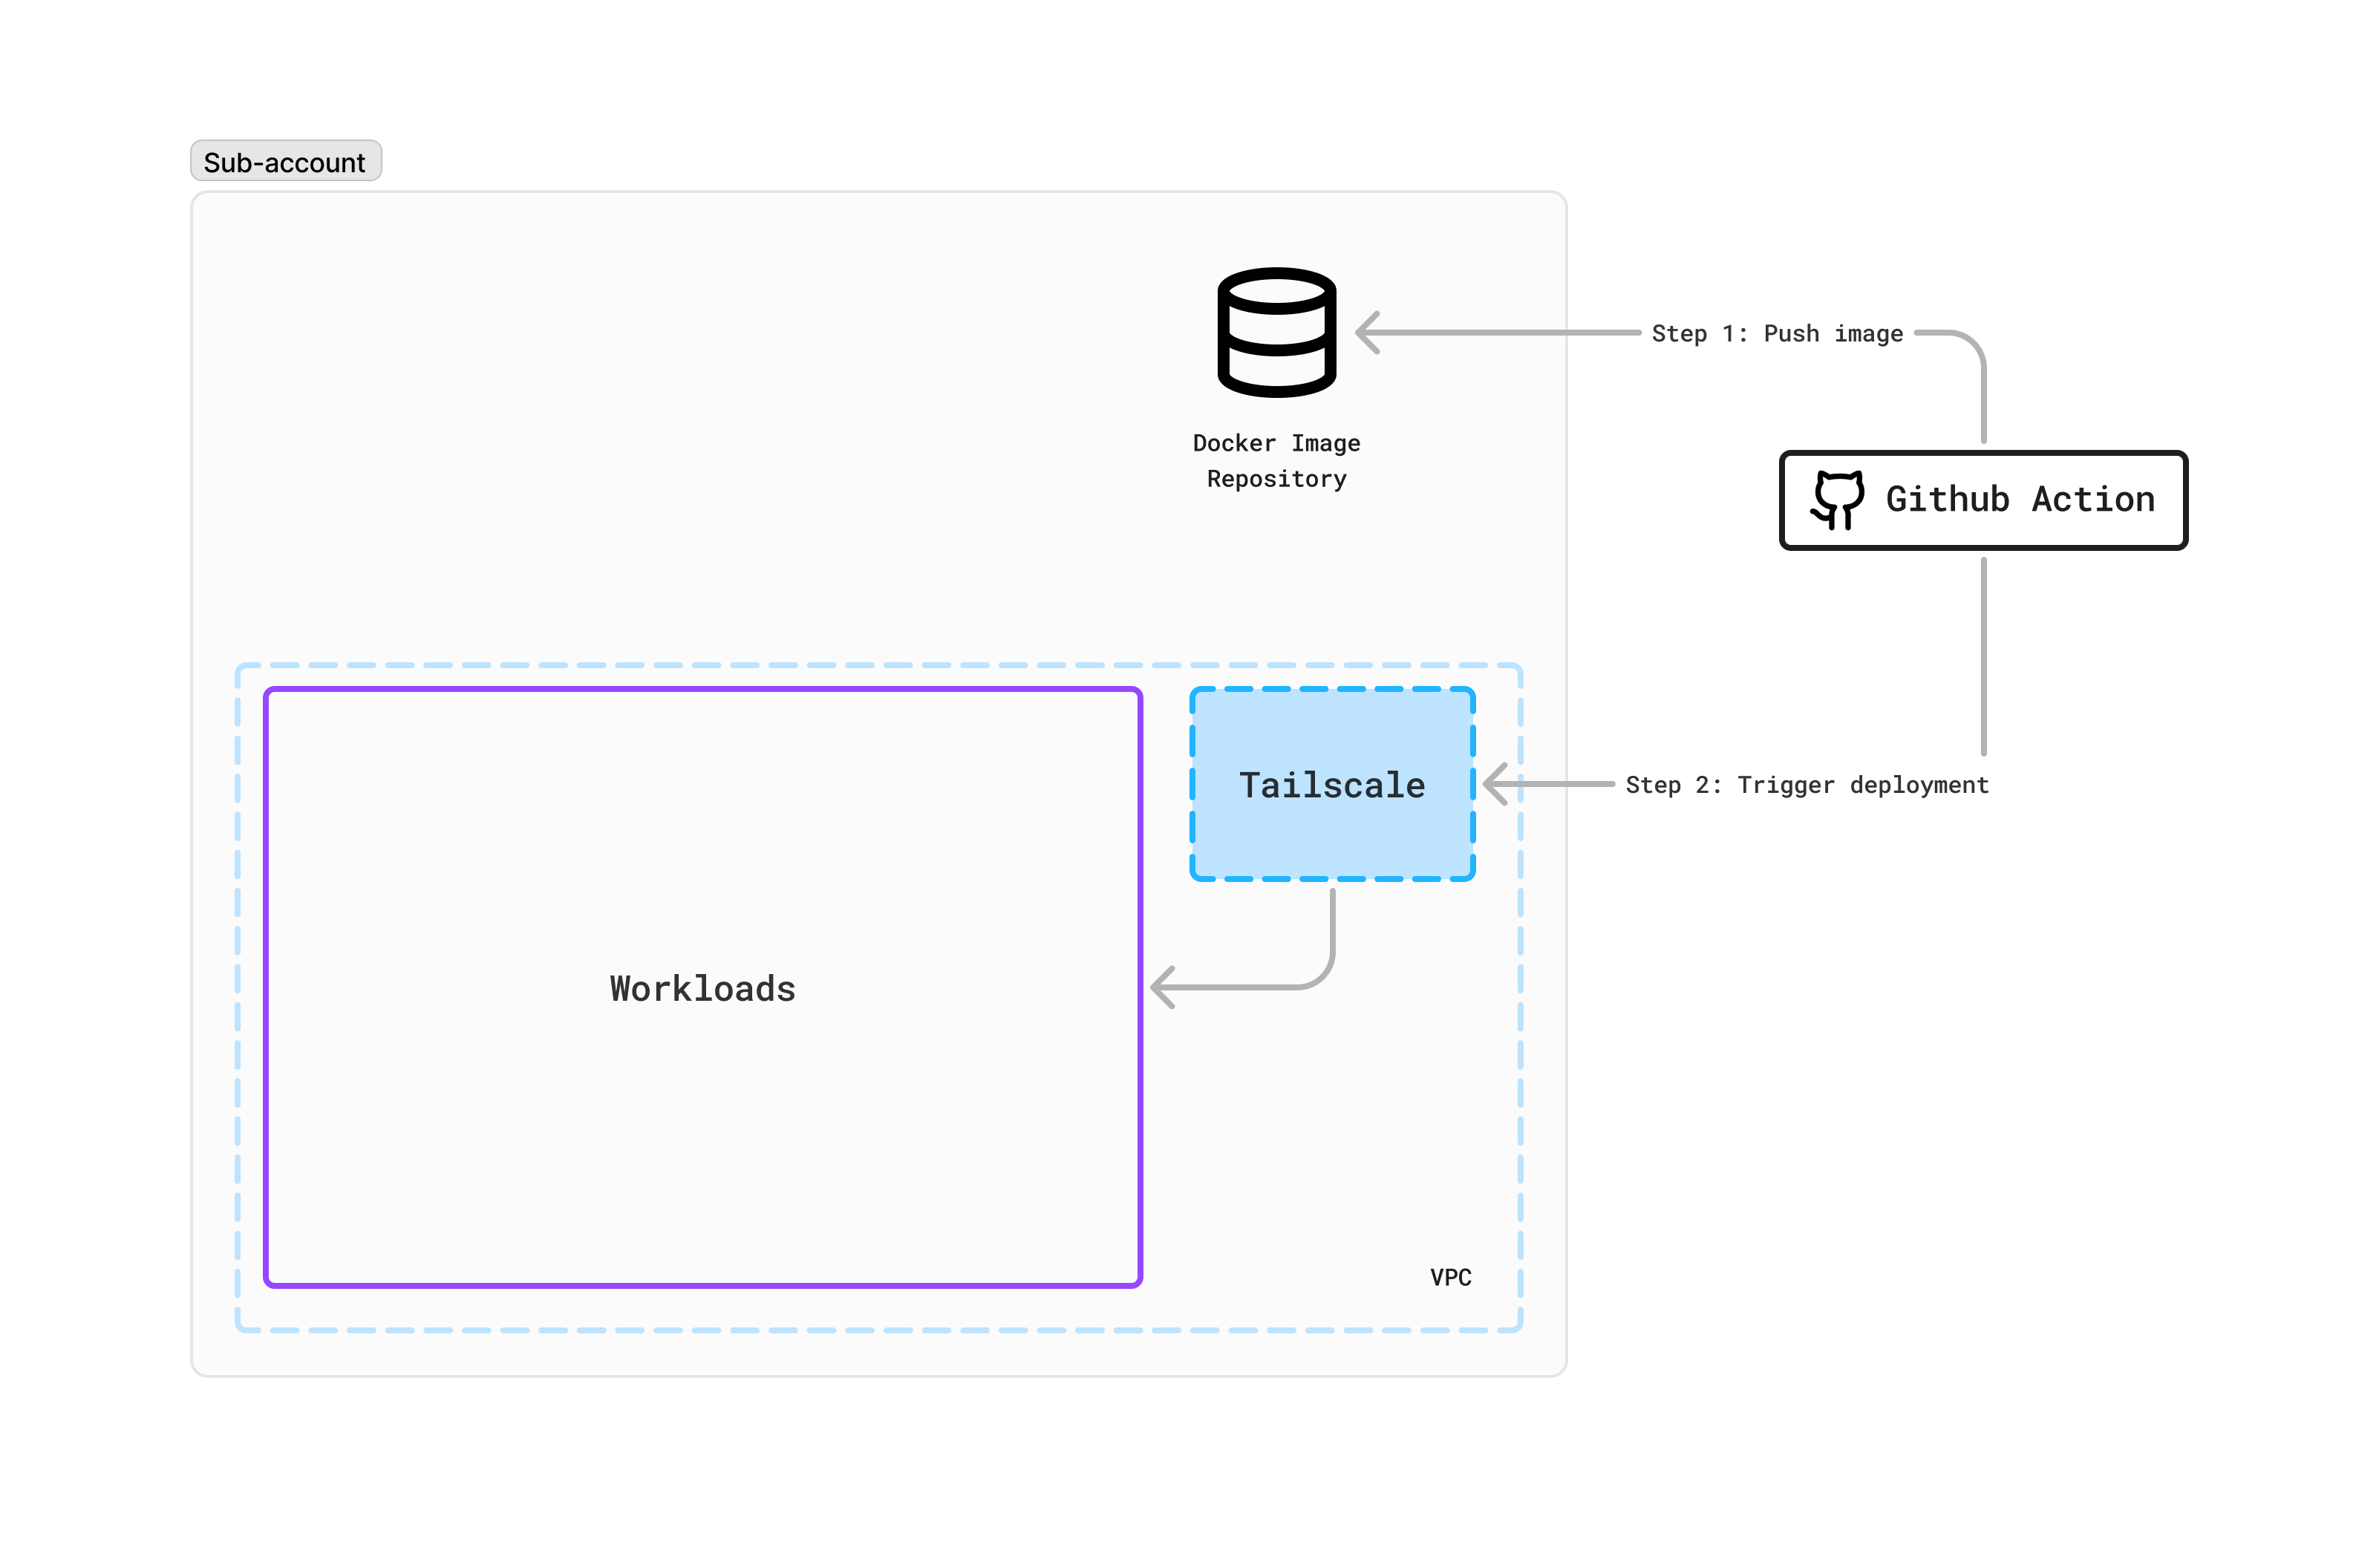 Sub-account
Step 1: Push image
Docker Image
Repository
Github Action
Tailscale
Step 2: Trigger deployment
Workloads
VPC